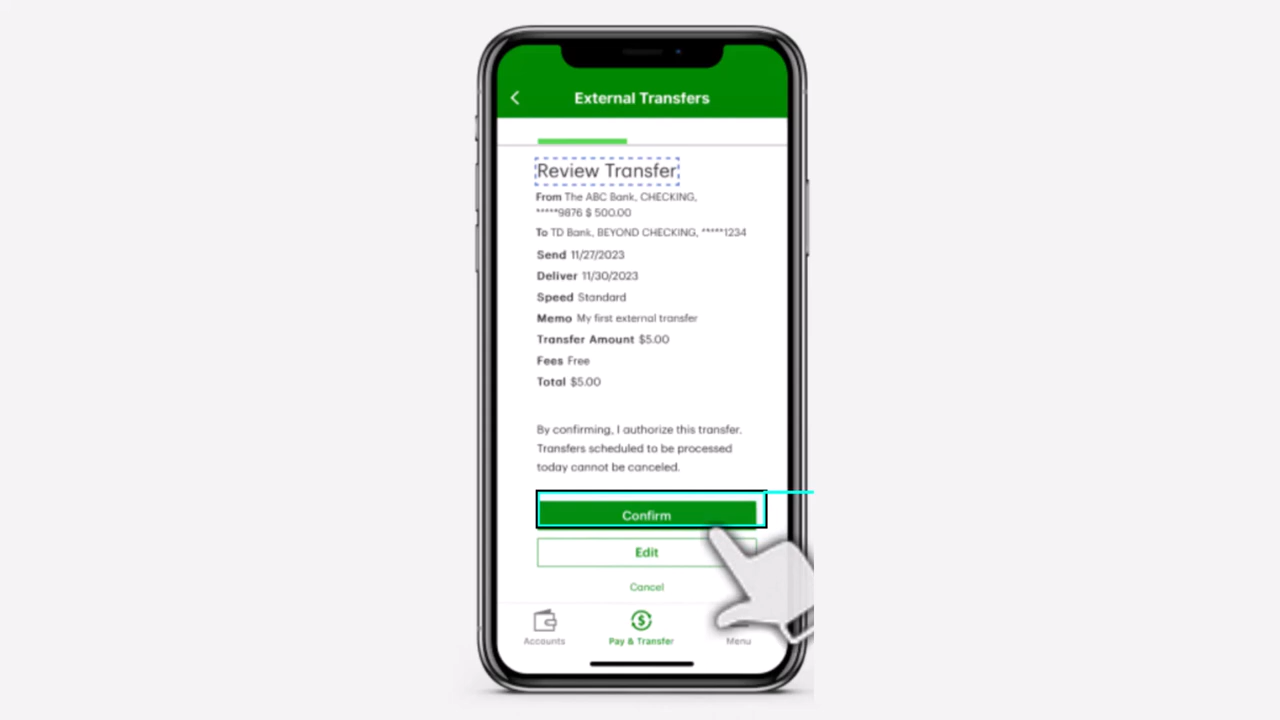 External Transfers
Review Transfer
From The ABC Bank, CHECKING,
*****9876 $ 500.00
To TD Bank, BEYOND CHECKING, *****1234
Send 11/27/2023
Deliver 11/30/2023
Speed Standard
Memo My first external transfer
Transfer Amount $5.00
Fees Free
Total $5.00
By confirming, I authorize this transfer.
Transfers scheduled to be processed
today cannot be canceled.
Confirm
Edit
Cancel
Accounts
Pay & Transfer
Menu